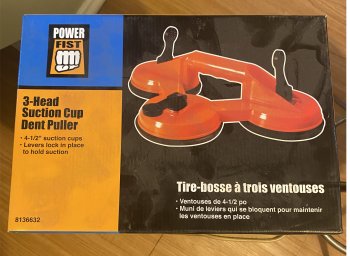 POWER
FIST
3-Head
Suction Cup
Dent Puller
• 4-1/2" suction cups
• Levers lock in place
to hold suction
8136632
Tire-bosse à trois ventouses
• Ventouses de 4-1/2 po
• Muni de leviers qui se bloquent pour maintenir
les ventouses en place